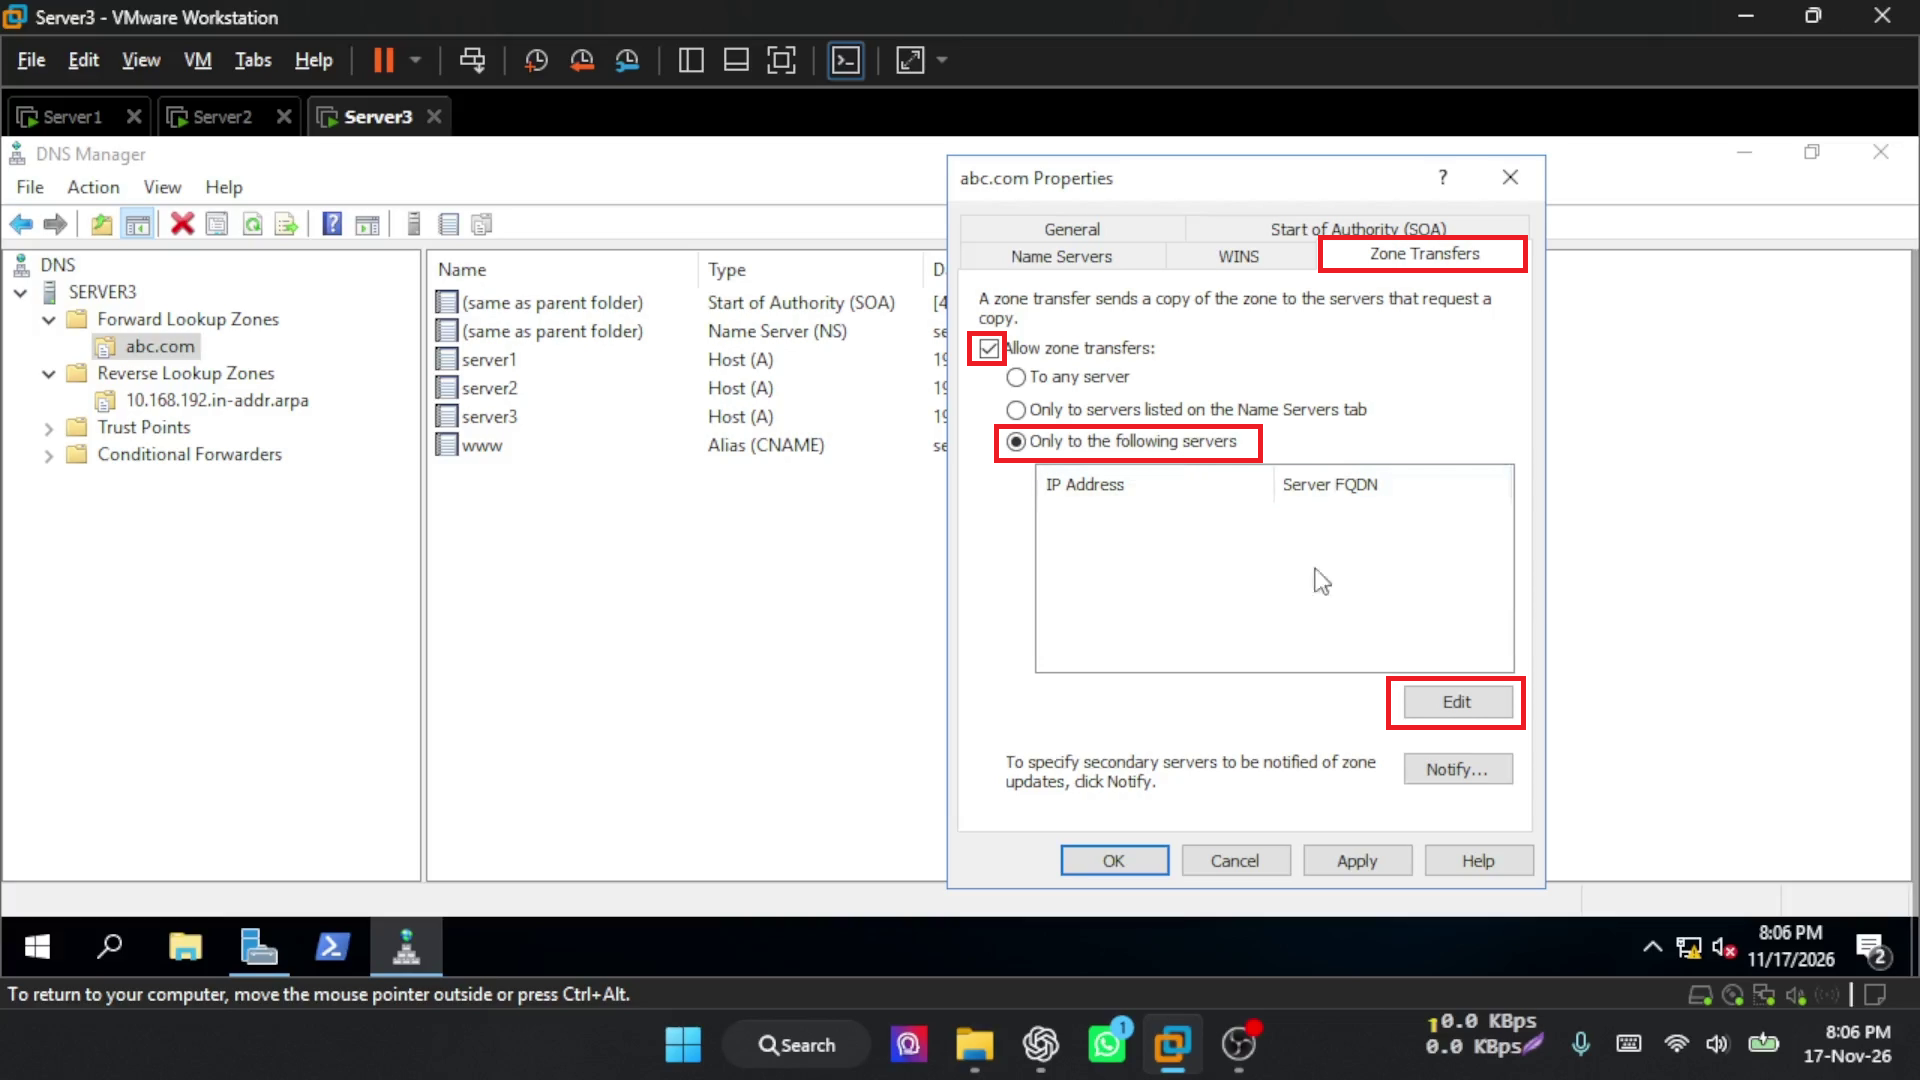 Server3 - VMware Workstation
File Edit View VM Tabs Help
Server1 Server2 Server3
DNS Manager
File Action View Help
DNS
SERVER3
Forward Lookup Zones
abc.com
Reverse Lookup Zones
10.168.192.in-addr.arpa
Trust Points
Conditional Forwarders
Name Type D
(same as parent folder) Start of Authority (SOA) [4
(same as parent folder) Name Server (NS) se
server1 Host (A) 19
server2 Host (A) 19
server3 Host (A) 19
www Alias (CNAME) se
abc.com Properties ?
General Start of Authority (SOA)
Name Servers WINS Zone Transfers
A zone transfer sends a copy of the zone to the servers that request a
copy.
Allow zone transfers:
To any server
Only to servers listed on the Name Servers tab
Only to the following servers
IP Address Server FQDN
Edit
To specify secondary servers to be notified of zone
updates, click Notify.
Notify...
OK Cancel Apply Help
8:06 PM
11/17/2026
2
To return to your computer, move the mouse pointer outside or press Ctrl+Alt.
Search
1
0.0 KBps
0.0 KBps
8:06 PM
17-Nov-26